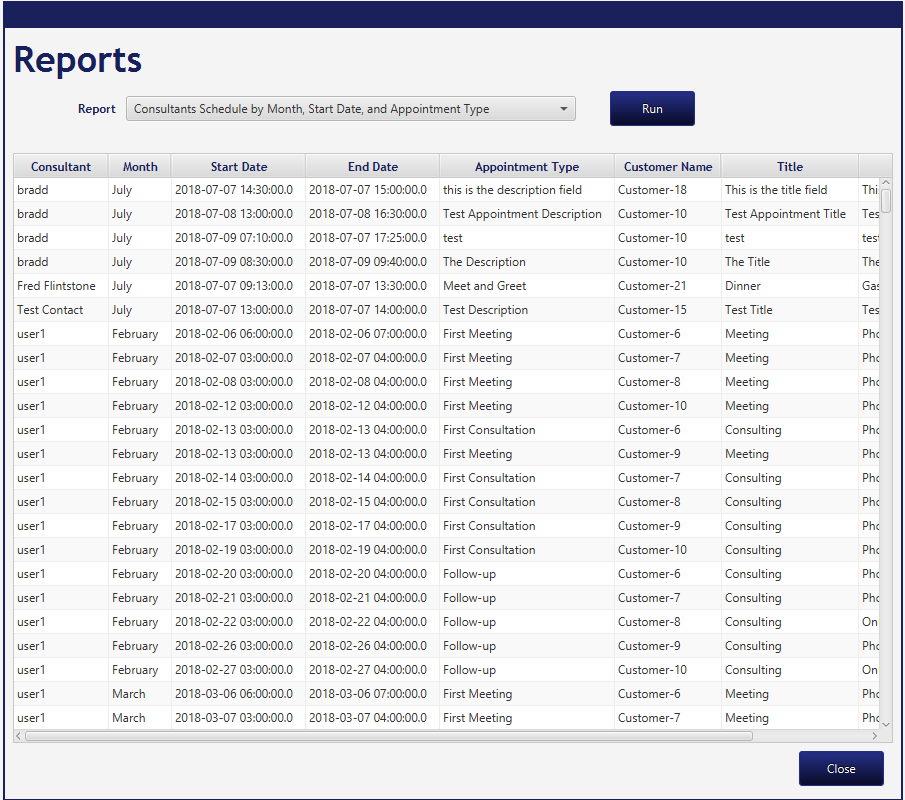 Reports
Report Consultants Schedule by Month, Start Date, and Appointment Type Run
Consultant Month Start Date End Date Appointment Type Customer Name Title
bradd July 2018-07-07 14:30:00.0 2018-07-07 15:00:00.0 this is the description field Customer-18 This is the title field Thi
bradd July 2018-07-08 13:00:00.0 2018-07-08 16:30:00.0 Test Appointment Description Customer-10 Test Appointment Title Tes
bradd July 2018-07-09 07:10:00.0 2018-07-07 17:25:00.0 test Customer-10 test test
bradd July 2018-07-09 08:30:00.0 2018-07-09 09:40:00.0 The Description Customer-10 The Title The
Fred Flintstone July 2018-07-07 09:13:00.0 2018-07-07 13:30:00.0 Meet and Greet Customer-21 Dinner Gas
Test Contact July 2018-07-07 13:00:00.0 2018-07-07 14:00:00.0 Test Description Customer-15 Test Title Tes
user1 February 2018-02-06 06:00:00.0 2018-02-06 07:00:00.0 First Meeting Customer-6 Meeting Pho
user1 February 2018-02-07 03:00:00.0 2018-02-07 04:00:00.0 First Meeting Customer-7 Meeting Pho
user1 February 2018-02-08 03:00:00.0 2018-02-08 04:00:00.0 First Meeting Customer-8 Meeting Pho
user1 February 2018-02-12 03:00:00.0 2018-02-12 04:00:00.0 First Meeting Customer-10 Meeting Pho
user1 February 2018-02-13 03:00:00.0 2018-02-13 04:00:00.0 First Consultation Customer-6 Consulting Pho
user1 February 2018-02-13 03:00:00.0 2018-02-13 04:00:00.0 First Meeting Customer-9 Meeting Pho
user1 February 2018-02-14 03:00:00.0 2018-02-14 04:00:00.0 First Consultation Customer-7 Consulting Pho
user1 February 2018-02-15 03:00:00.0 2018-02-15 04:00:00.0 First Consultation Customer-8 Consulting Pho
user1 February 2018-02-17 03:00:00.0 2018-02-17 04:00:00.0 First Consultation Customer-9 Consulting Pho
user1 February 2018-02-19 03:00:00.0 2018-02-19 04:00:00.0 First Consultation Customer-10 Consulting Pho
user1 February 2018-02-20 03:00:00.0 2018-02-20 04:00:00.0 Follow-up Customer-6 Consulting Pho
user1 February 2018-02-21 03:00:00.0 2018-02-21 04:00:00.0 Follow-up Customer-7 Consulting Pho
user1 February 2018-02-22 03:00:00.0 2018-02-22 04:00:00.0 Follow-up Customer-8 Consulting On
user1 February 2018-02-26 03:00:00.0 2018-02-26 04:00:00.0 Follow-up Customer-9 Consulting Pho
user1 February 2018-02-27 03:00:00.0 2018-02-27 04:00:00.0 Follow-up Customer-10 Consulting On
user1 March 2018-03-06 06:00:00.0 2018-03-06 07:00:00.0 First Meeting Customer-6 Meeting Pho
user1 March 2018-03-07 03:00:00.0 2018-03-07 04:00:00.0 First Meeting Customer-7 Meeting Pho
Close